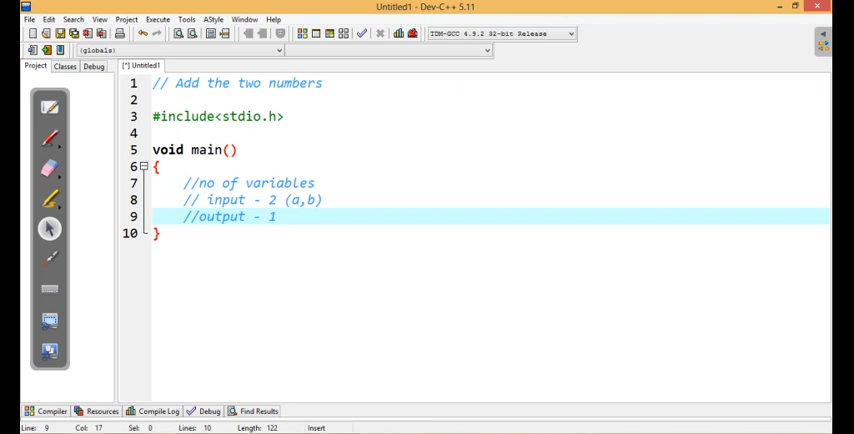 Untitled1 - Dev-C++ 5.11
File Edit Search View Project Execute Tools AStyle Window Help
TDM-GCC 4.9.2 32-bit Release
(globals)
Project Classes Debug [*] Untitled1
1 // Add the two numbers
2
3 #include<stdio.h>
4
5 void main()
6 {
7 //no of variables
8 // input - 2 (a,b)
9 //output - 1
10 }
Compiler Resources Compile Log Debug Find Results
Line: 9 Col: 17 Sel: 0 Lines: 10 Length: 122 Insert